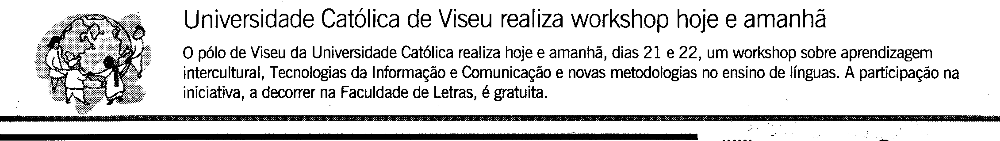 Universidade Católica de Viseu realiza workshop hoje e amanhã
O pólo de Viseu da Universidade Católica realiza hoje e amanhã, dias 21 e 22, um workshop sobre aprendizagem
intercultural, Tecnologias da Informação e Comunicação e novas metodologias no ensino de línguas. A participação na
iniciativa, a decorrer na Faculdade de Letras, é gratuita.